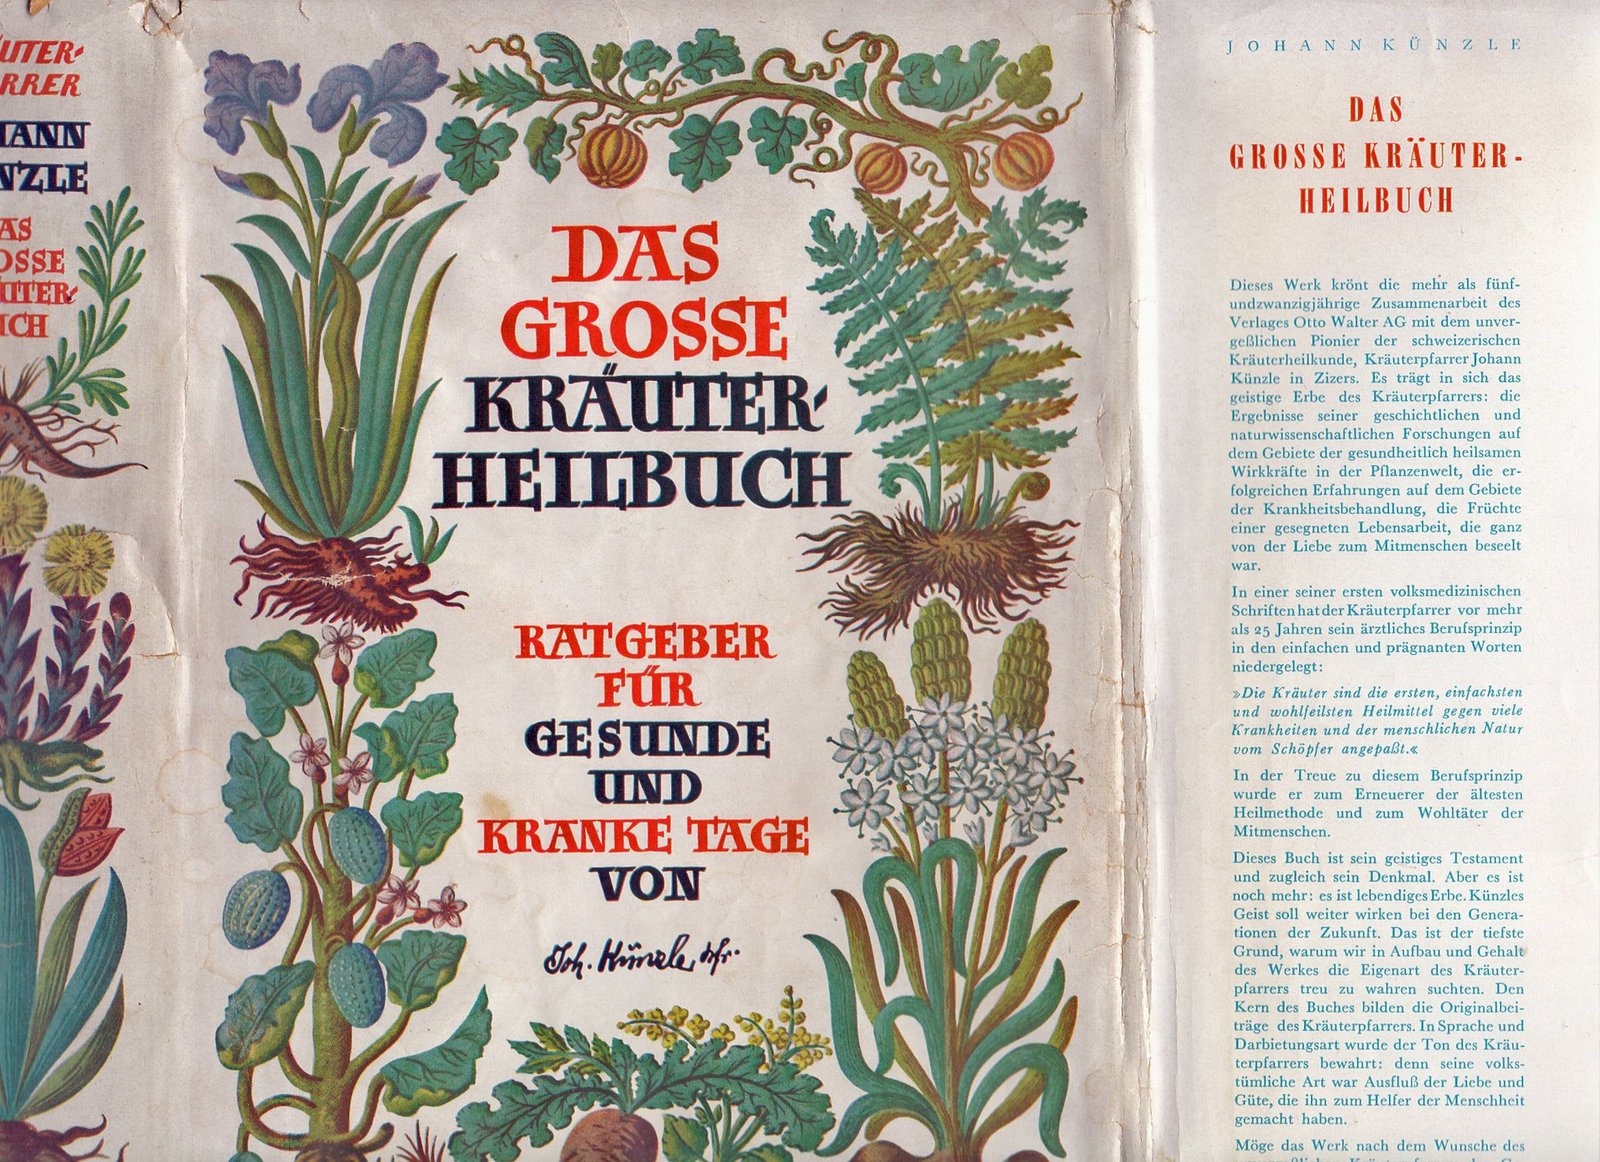 UTER-
RRER
ANN
NZLE
AS
OSSE
UTER-
CH
DAS
GROSSE
KRÄUTER-
HEILBUCH
RATGEBER
FÜR
GESUNDE
UND
KRANKE TAGE
VON
Joh. Künzle
JOHANN KÜNZLE
DAS
GROSSE KRÄUTER-
HEILBUCH
Dieses Werk krönt die mehr als fünf-
undzwanzigjährige Zusammenarbeit des
Verlages Otto Walter AG mit dem unver-
geßlichen Pionier der schweizerischen
Kräuterheilkunde, Kräuterpfarrer Johann
Künzle in Zizers. Es trägt in sich das
geistige Erbe des Kräuterpfarrers: die
Ergebnisse seiner geschichtlichen und
naturwissenschaftlichen Forschungen auf
dem Gebiete der gesundheitlich heilsamen
Wirkkräfte in der Pflanzenwelt, die er-
folgreichen Erfahrungen auf dem Gebiete
der Krankheitsbehandlung, die Früchte
einer gesegneten Lebensarbeit, die ganz
von der Liebe zum Mitmenschen beseelt
war.
In einer seiner ersten volksmedizinischen
Schriften hat der Kräuterpfarrer vor mehr
als 25 Jahren sein ärztliches Berufsprinzip
in den einfachen und prägnanten Worten
niedergelegt:
»Die Kräuter sind die ersten, einfachsten
und wohlfeilsten Heilmittel gegen viele
Krankheiten und der menschlichen Natur
vom Schöpfer angepaßt.«
In der Treue zu diesem Berufsprinzip
wurde er zum Erneuerer der ältesten
Heilmethode und zum Wohltäter der
Mitmenschen.
Dieses Buch ist sein geistiges Testament
und zugleich sein Denkmal. Aber es ist
noch mehr: es ist lebendiges Erbe. Künzles
Geist soll weiter wirken bei den Genera-
tionen der Zukunft. Das ist der tiefste
Grund, warum wir in Aufbau und Gehalt
des Werkes die Eigenart des Kräuter-
pfarrers treu zu wahren suchten. Den
Kern des Buches bilden die Originalbei-
träge des Kräuterpfarrers. In Sprache und
Darbietungsart wurde der Ton des Kräu-
terpfarrers bewahrt: denn seine volks-
tümliche Art war Ausfluß der Liebe und
Güte, die ihn zum Helfer der Menschheit
gemacht haben.
Möge das Werk nach dem Wunsche des